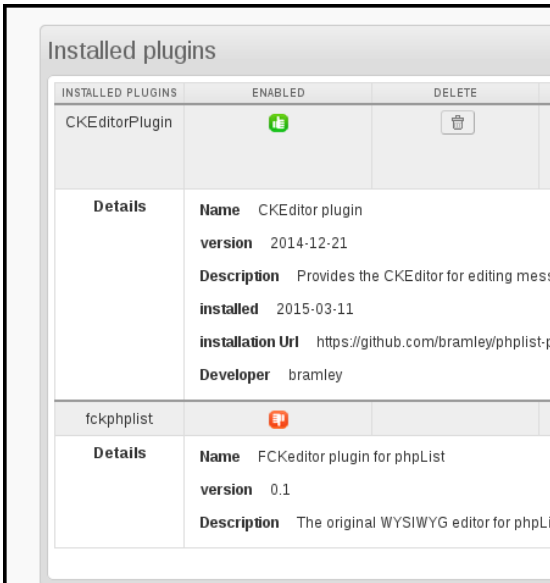 Installed plugins
INSTALLED PLUGINS ENABLED DELETE
CKEditorPlugin
Details Name CKEditor plugin
version 2014-12-21
Description Provides the CKEditor for editing
installed 2015-03-11
installation Url https://github.com/bramley/phplist-
Developer bramley
fckphplist
Details Name FCKeditor plugin for phpList
version 0.1
Description The original WYSIWYG editor for